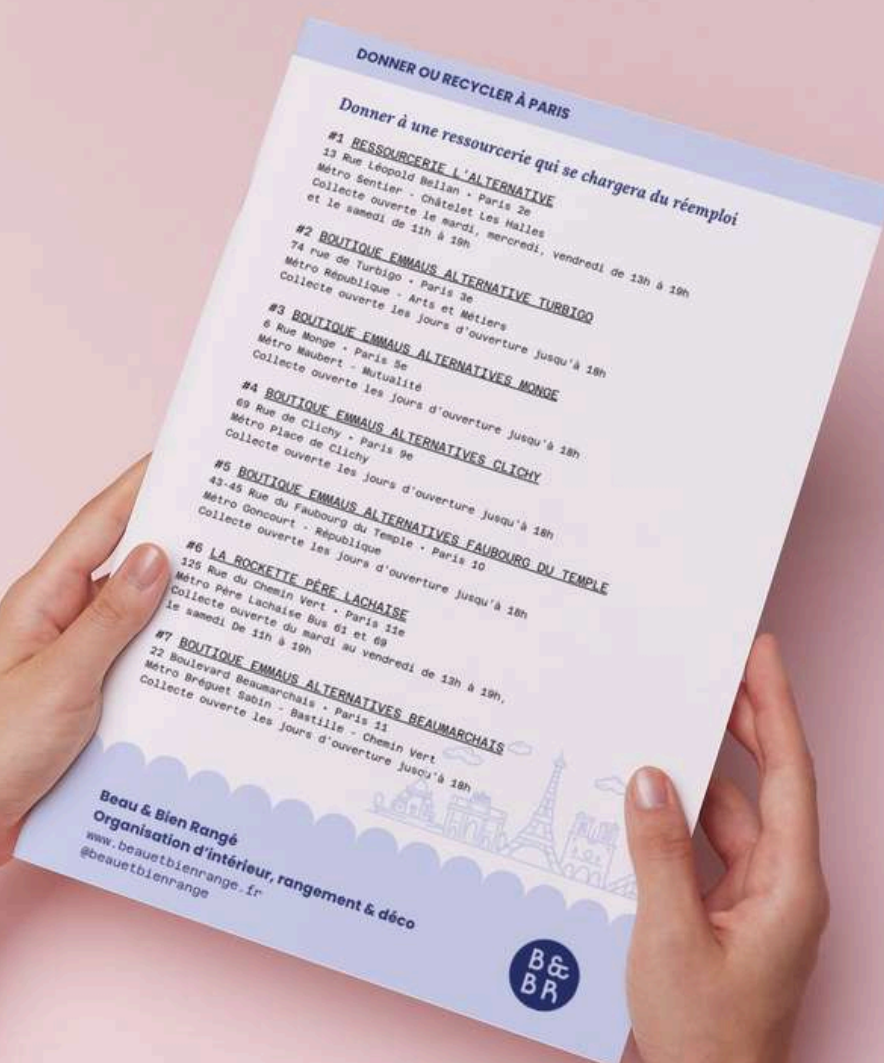 DONNER OU RECYCLER À PARIS
Donner à une ressourcerie qui se chargera du réemploi
#1 RESSOURCERIE L'ALTERNATIVE
13 Rue Léopold Bellan • Paris 2e
Métro Sentier - Châtelet Les Halles
Collecte ouverte le mardi, mercredi, vendredi de 13h à 19h
et le samedi de 11h à 19h
#2 BOUTIQUE EMMAUS ALTERNATIVE TURBIGO
74 rue de Turbigo • Paris 3e
Métro République - Arts et Métiers
Collecte ouverte les jours d'ouverture jusqu'à 18h
#3 BOUTIQUE EMMAUS ALTERNATIVES MONGE
6 Rue Monge • Paris 5e
Métro Maubert - Mutualité
Collecte ouverte les jours d'ouverture jusqu'à 18h
#4 BOUTIQUE EMMAUS ALTERNATIVES CLICHY
69 Rue de Clichy • Paris 9e
Métro Place de Clichy
Collecte ouverte les jours d'ouverture jusqu'à 18h
#5 BOUTIQUE EMMAUS ALTERNATIVES FAUBOURG DU TEMPLE
43-45 Rue du Faubourg du Temple • Paris 10
Métro Goncourt - République
Collecte ouverte les jours d'ouverture jusqu'à 18h
#6 LA ROCKETTE PÈRE LACHAISE
125 Rue du Chemin Vert • Paris 11e
Métro Père Lachaise Bus 61 et 69
Collecte ouverte du mardi au vendredi de 13h à 19h,
le samedi De 11h à 19h
#7 BOUTIQUE EMMAUS ALTERNATIVES BEAUMARCHAIS
22 Boulevard Beaumarchais • Paris 11
Métro Bréguet Sabin - Bastille - Chemin Vert
Collecte ouverte les jours d'ouverture jusqu'à 18h
Beau & Bien Rangé
Organisation d'intérieur, rangement & déco
www.beauetbienrange.fr
@beauetbienrange
B&
BR